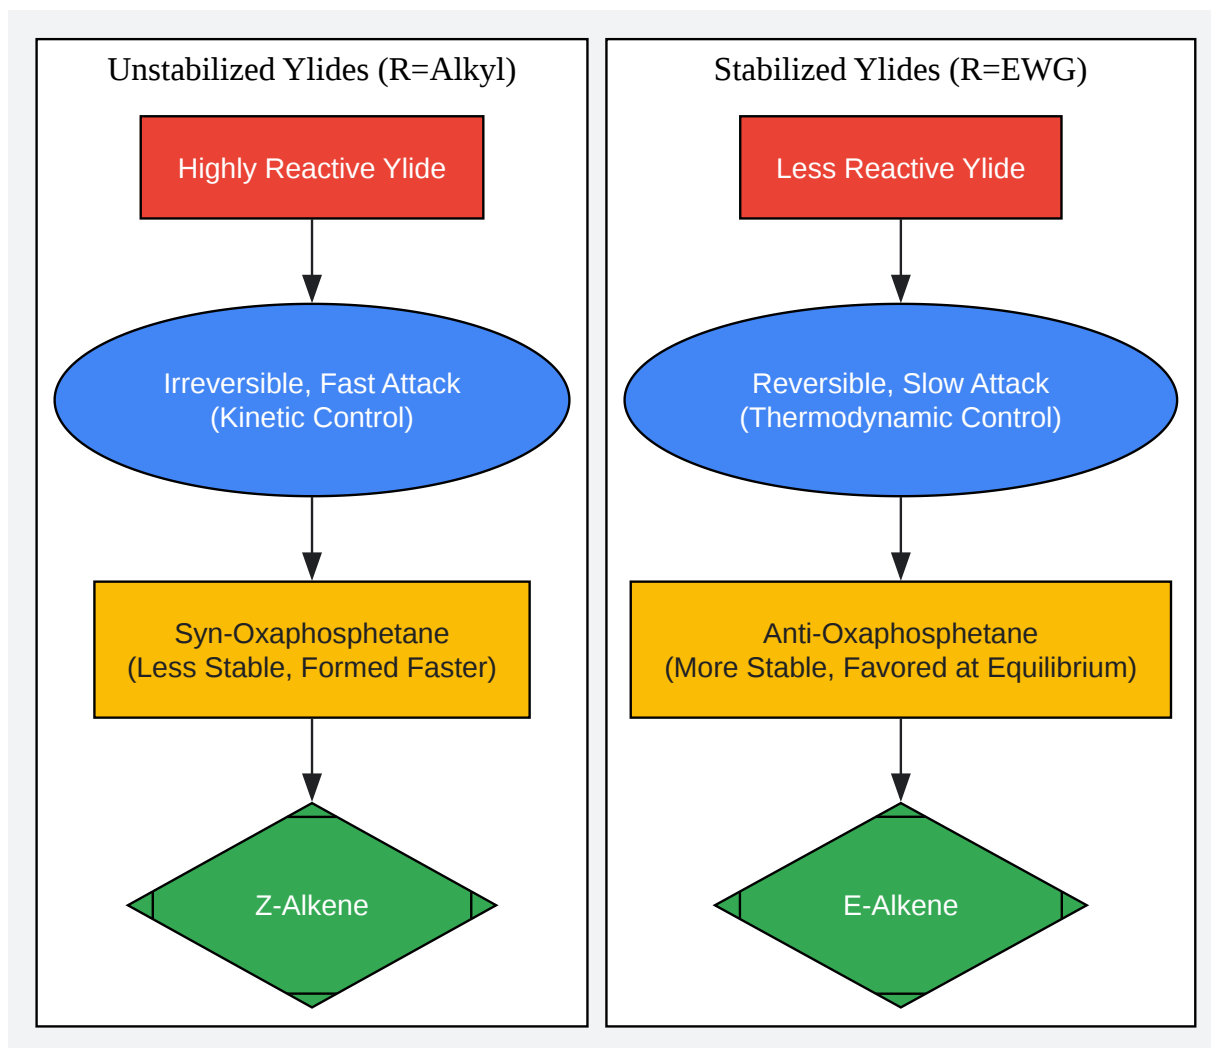 Unstabilized Ylides (R=Alkyl)
Highly Reactive Ylide
Irreversible, Fast Attack
(Kinetic Control)
Syn-Oxaphosphetane
(Less Stable, Formed Faster)
Z-Alkene
Stabilized Ylides (R=EWG)
Less Reactive Ylide
Reversible, Slow Attack
(Thermodynamic Control)
Anti-Oxaphosphetane
(More Stable, Favored at Equilibrium)
E-Alkene